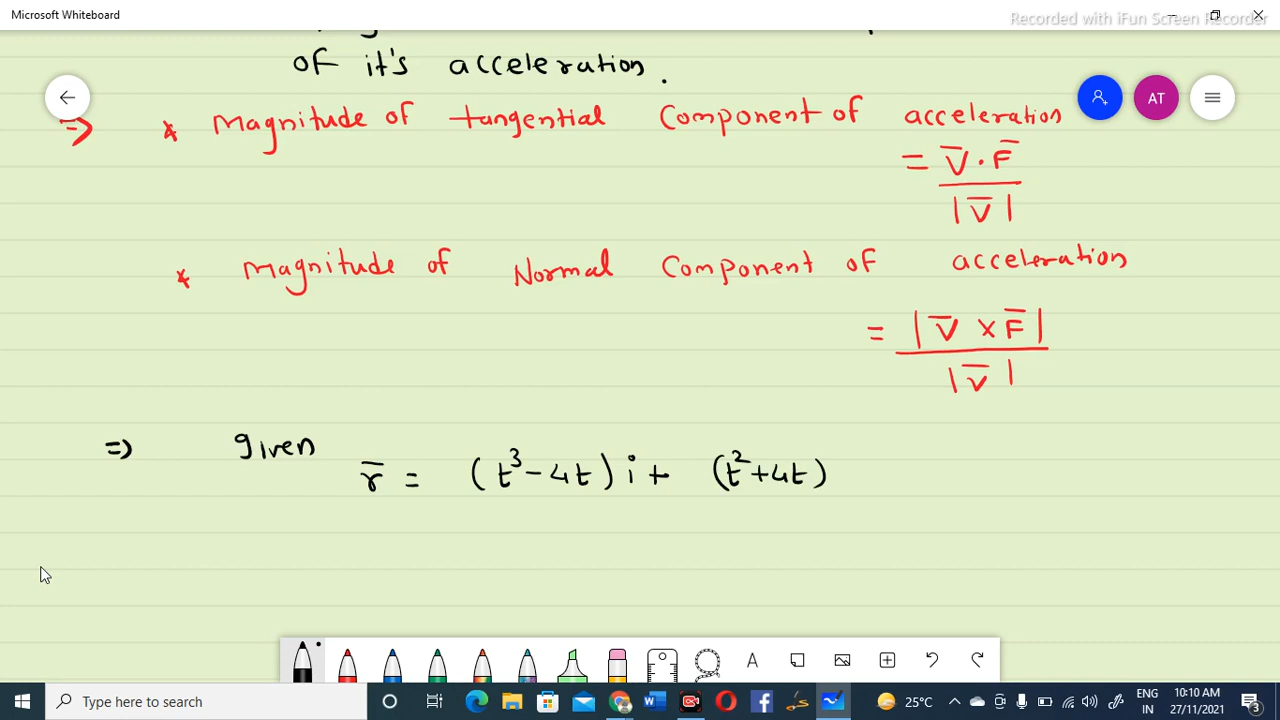 Microsoft Whiteboard
Recorded with iFun Screen Recorder
of it's acceleration.
AT
=> * Magnitude of tangential Component of acceleration
= V̅ . F̅ / |V̅|
* Magnitude of Normal Component of acceleration
= |V̅ × F̅| / |V̅|
=> given
r̅ = (t³ - 4t) i + (t² + 4t)
A
Type here to search
25°C
ENG
IN
10:10 AM
27/11/2021
3